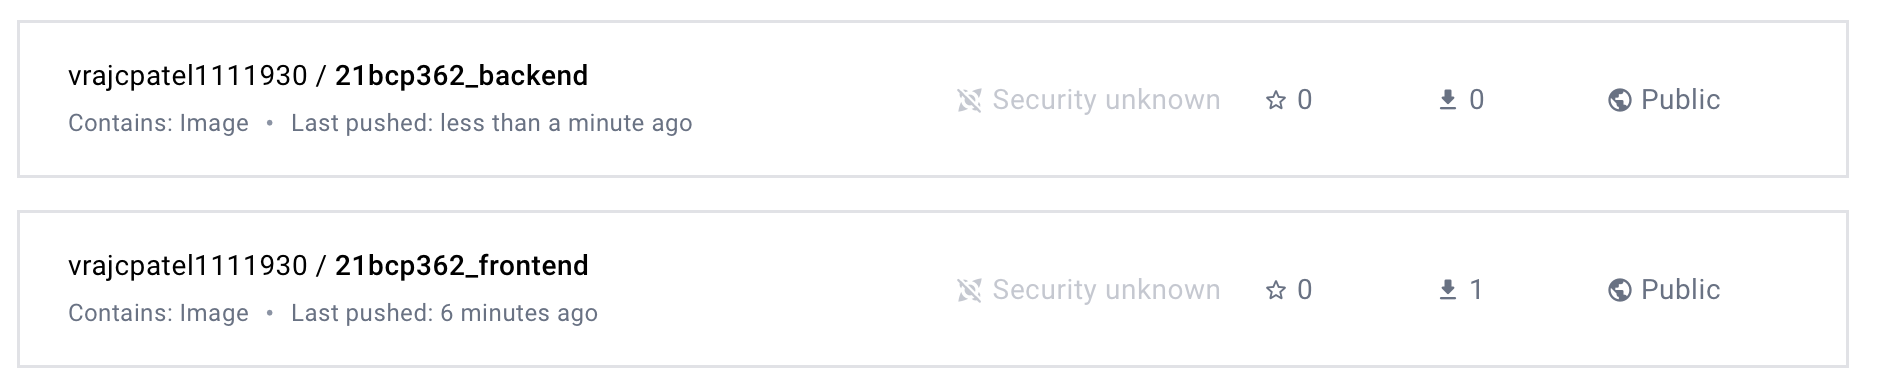 vrajcpatel1111930 / 21bcp362_backend
Contains: Image • Last pushed: less than a minute ago
Security unknown 0 0 Public
vrajcpatel1111930 / 21bcp362_frontend
Contains: Image • Last pushed: 6 minutes ago
Security unknown 0 1 Public